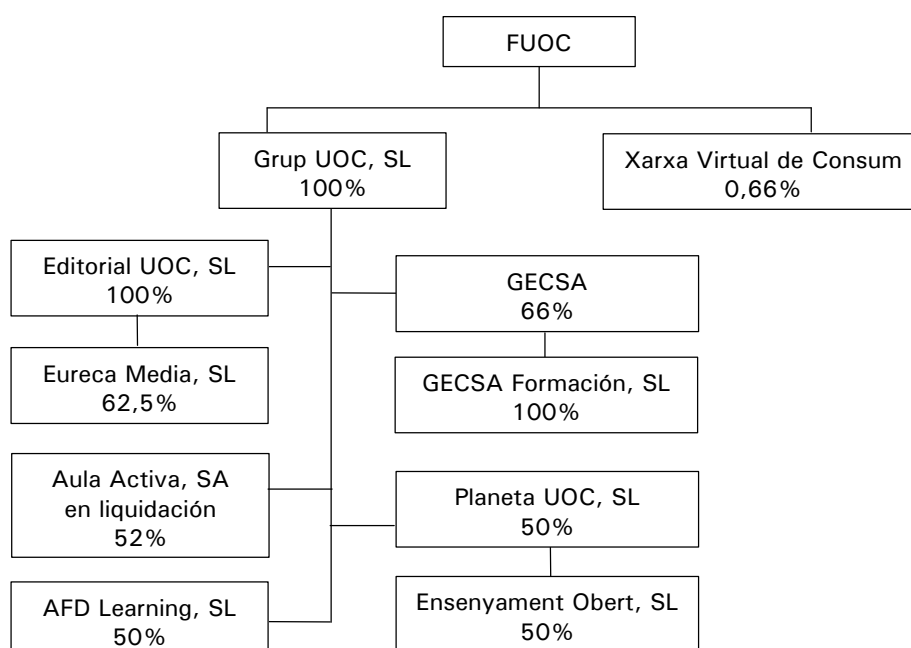 FUOC
Grup UOC, SL
100%
Xarxa Virtual de Consum
0,66%
Editorial UOC, SL
100%
GECSA
66%
Eureca Media, SL
62,5%
GECSA Formación, SL
100%
Aula Activa, SA
en liquidación
52%
Planeta UOC, SL
50%
AFD Learning, SL
50%
Ensenyament Obert, SL
50%